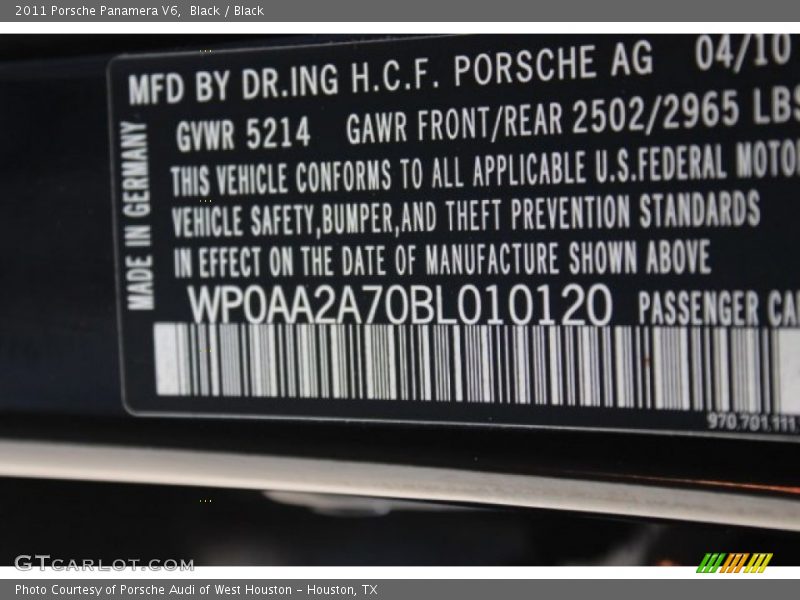 2011 Porsche Panamera V6,  Black / Black
MFD BY DR.ING H.C.F. PORSCHE AG 04/10
GVWR 5214 GAWR FRONT/REAR 2502/2965 LBS
THIS VEHICLE CONFORMS TO ALL APPLICABLE U.S.FEDERAL MOTOR
VEHICLE SAFETY,BUMPER,AND THEFT PREVENTION STANDARDS
IN EFFECT ON THE DATE OF MANUFACTURE SHOWN ABOVE
WP0AA2A70BL010120 PASSENGER CAR
MADE IN GERMANY
970.701.111.
GTCARLOT.COM
Photo Courtesy of Porsche Audi of West Houston - Houston, TX